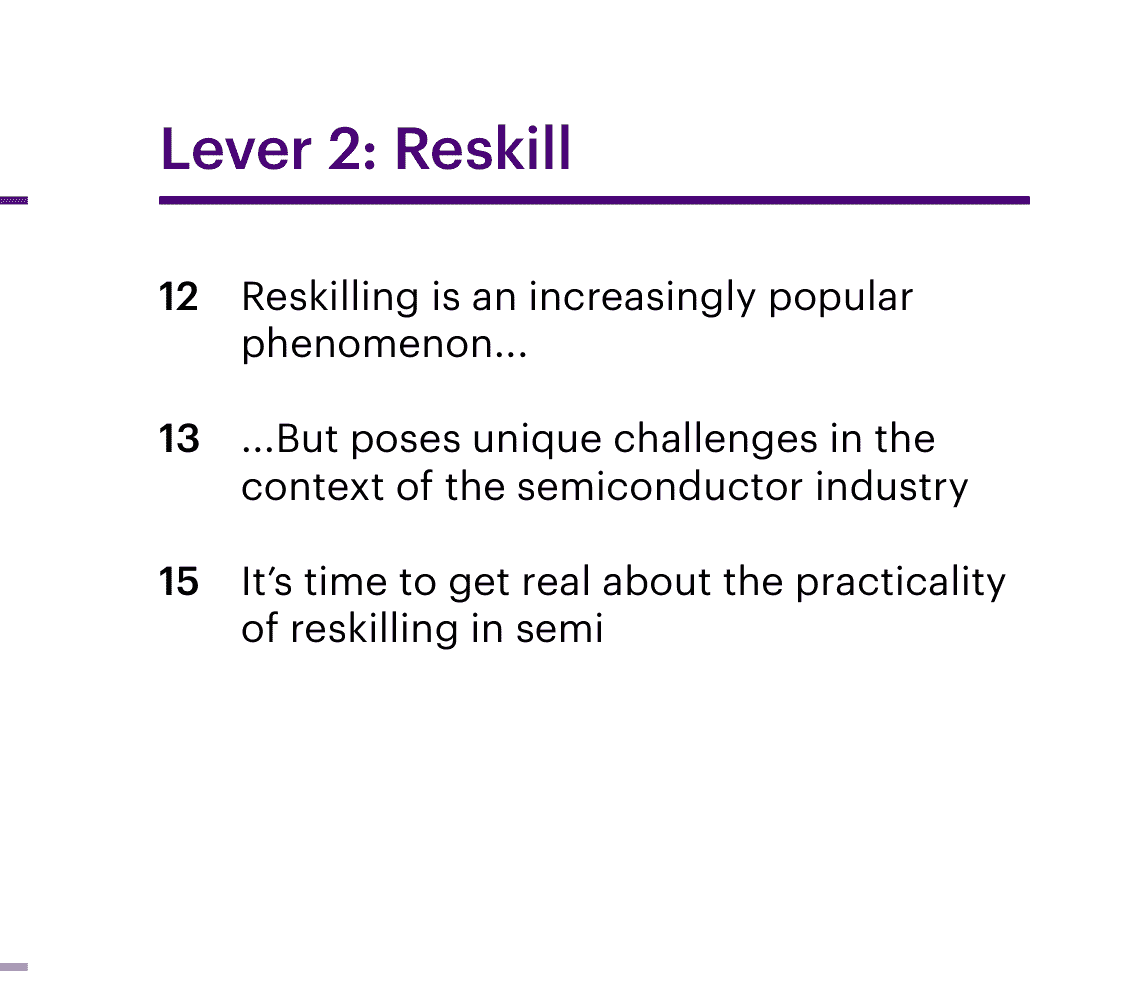 Lever 2: Reskill
12 Reskilling is an increasingly popular
phenomenon...
13 ...But poses unique challenges in the
context of the semiconductor industry
15 It’s time to get real about the practicality
of reskilling in semi